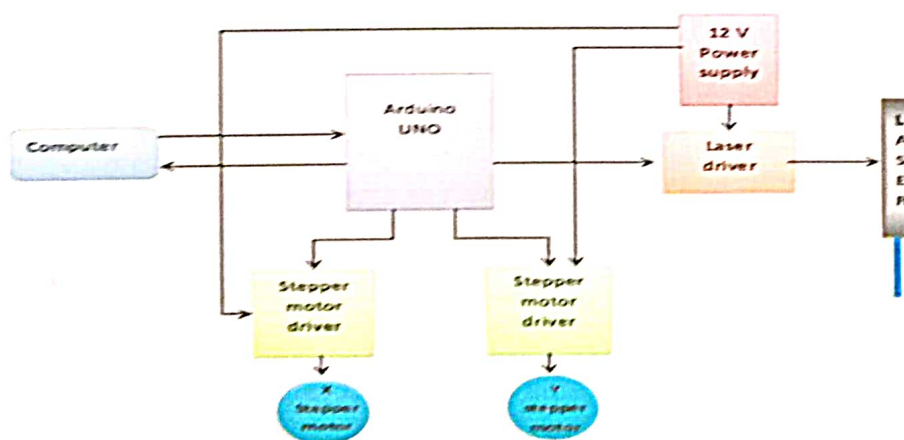 12 V
Power
supply
Arduino
UNO
Computer
Laser
driver
L
A
S
E
R
Stepper
motor
driver
Stepper
motor
driver
X
Stepper
motor
Y
stepper
motor